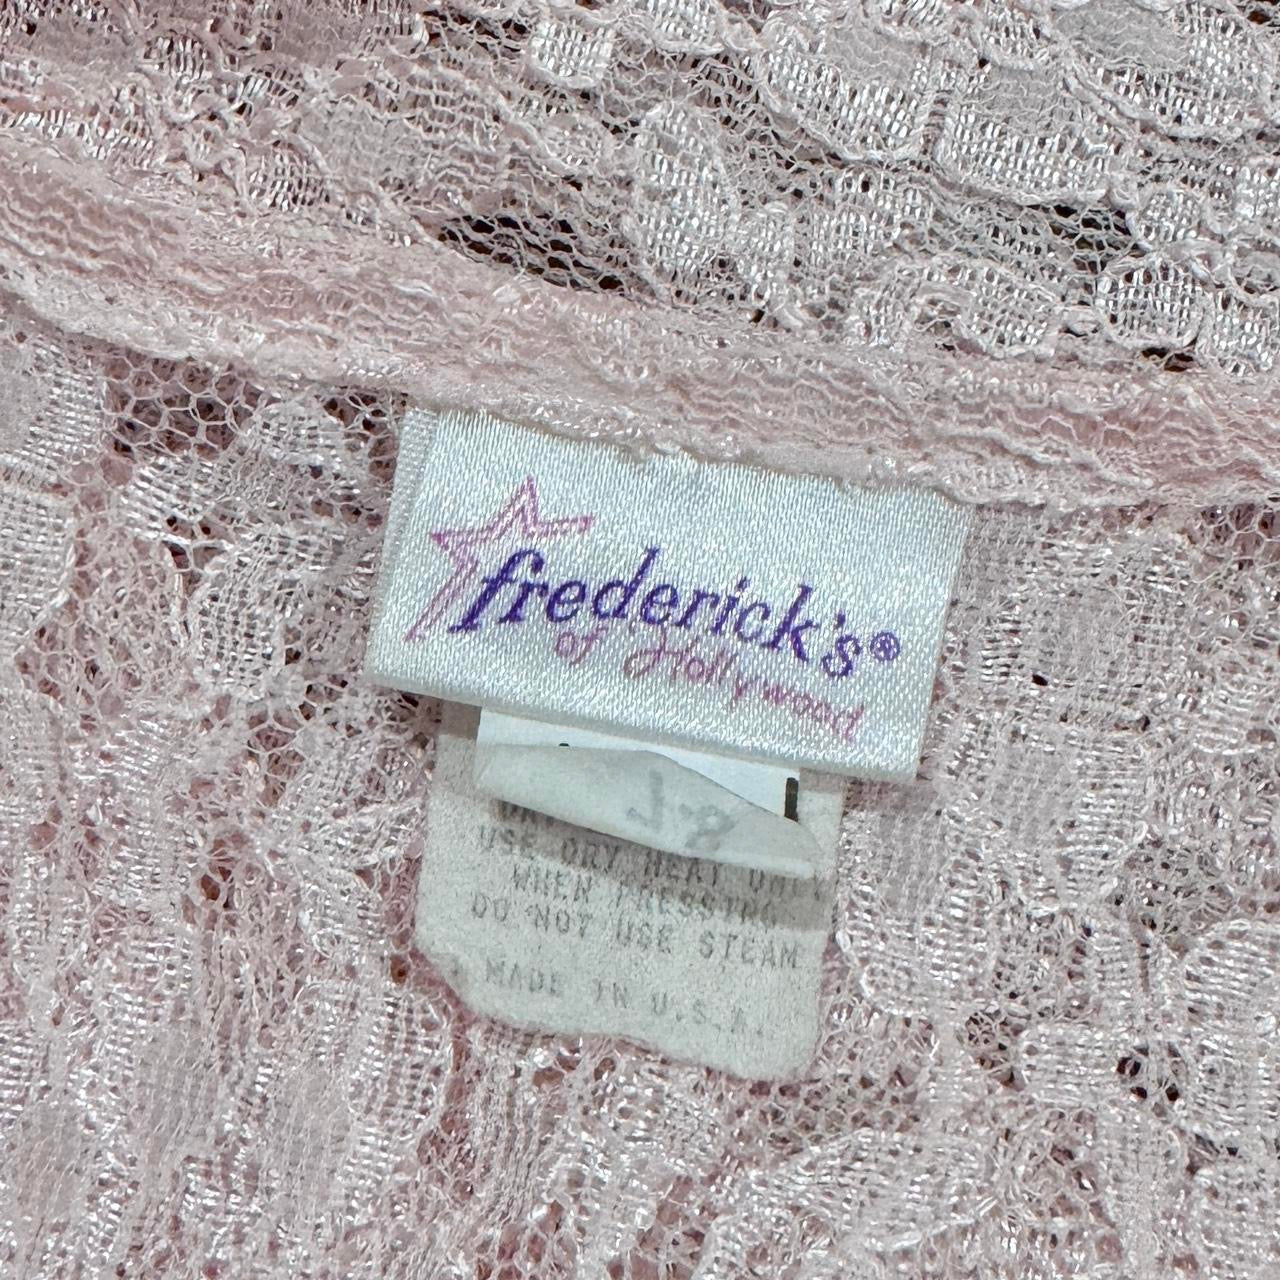 frederick's®
of Hollywood
USE DRY HEAT ONLY
WHEN PRESSING
DO NOT USE STEAM
MADE IN U.S.A.